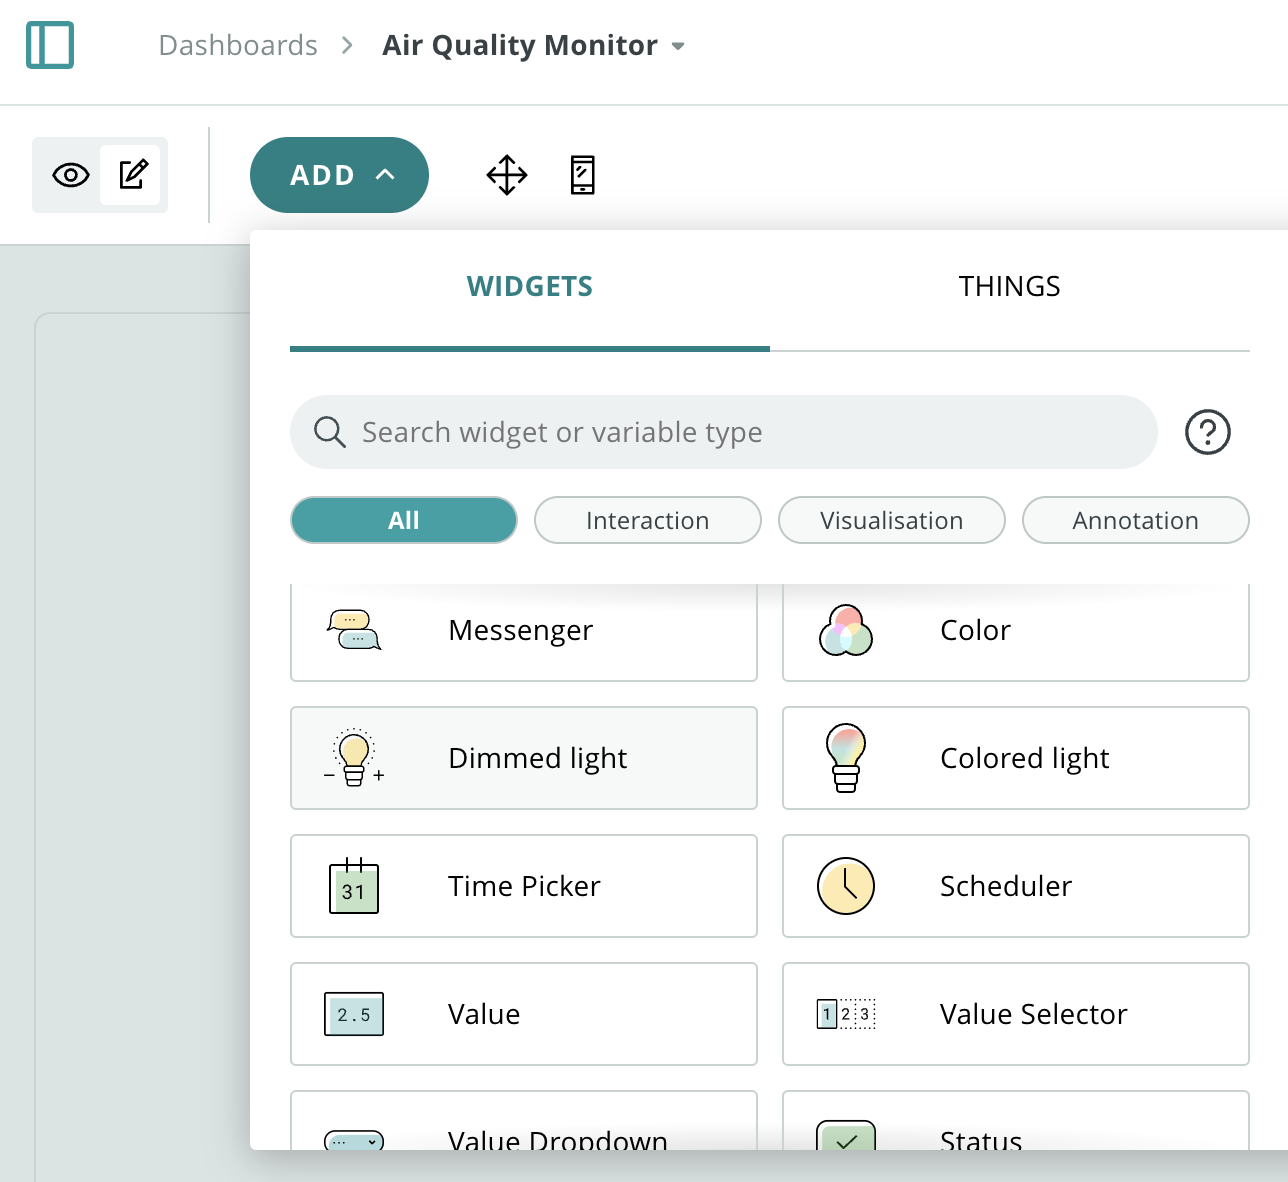 Dashboards > Air Quality Monitor
ADD
WIDGETS THINGS
Search widget or variable type ?
All Interaction Visualisation Annotation
Messenger Color
Dimmed light Colored light
31 Time Picker Scheduler
2.5 Value 1 2 3 Value Selector
Value Dropdown Status